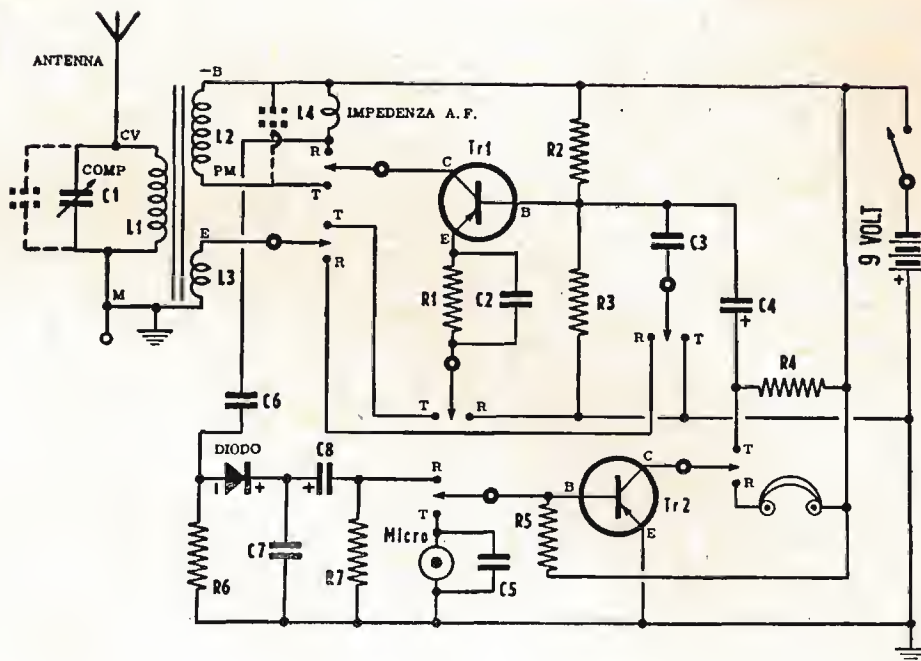 ANTENNA
CV
COMP
C1
L1
M
-B
L2
PM
E
L3
L4
IMPEDENZA A. F.
R
T
T
R
Tr1
C
B
E
R1
C2
R2
R3
C3
C4
+
R4
9 VOLT
+
T
R
R
T
C6
DIODO
- +
C8
+
R6
C7
R7
R
T
Micro
C5
R5
B
C
E
Tr2
T
R